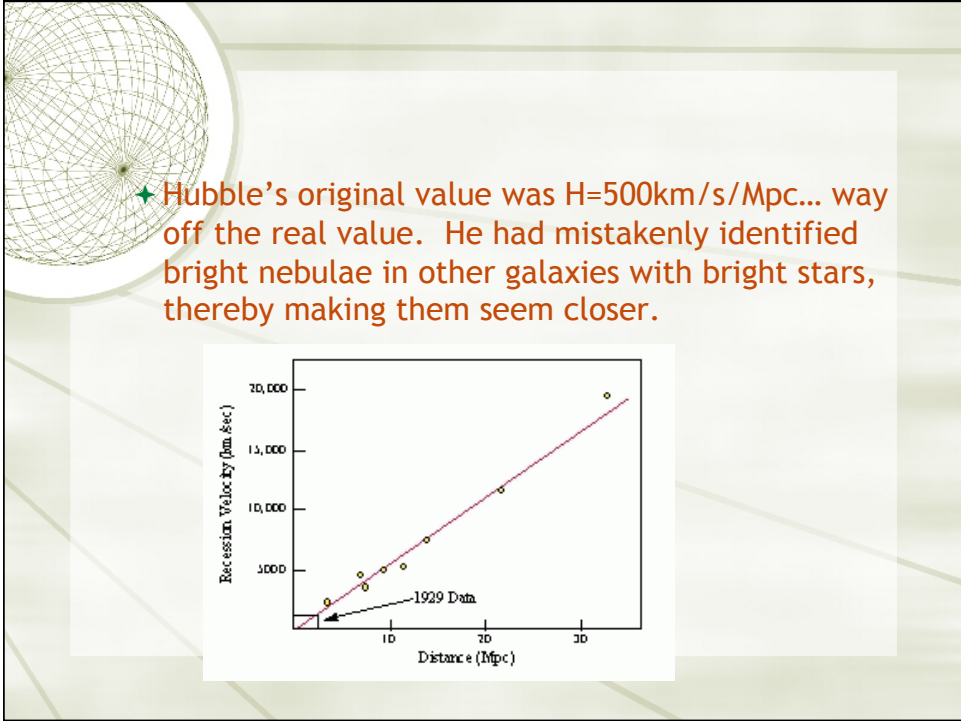 Hubble's original value was H=500km/s/Mpc… way
off the real value. He had mistakenly identified
bright nebulae in other galaxies with bright stars,
thereby making them seem closer.
Recession Velocity (km/sec)
20,000
15,000
10,000
5000
1929 Data
10
20
30
Distance (Mpc)